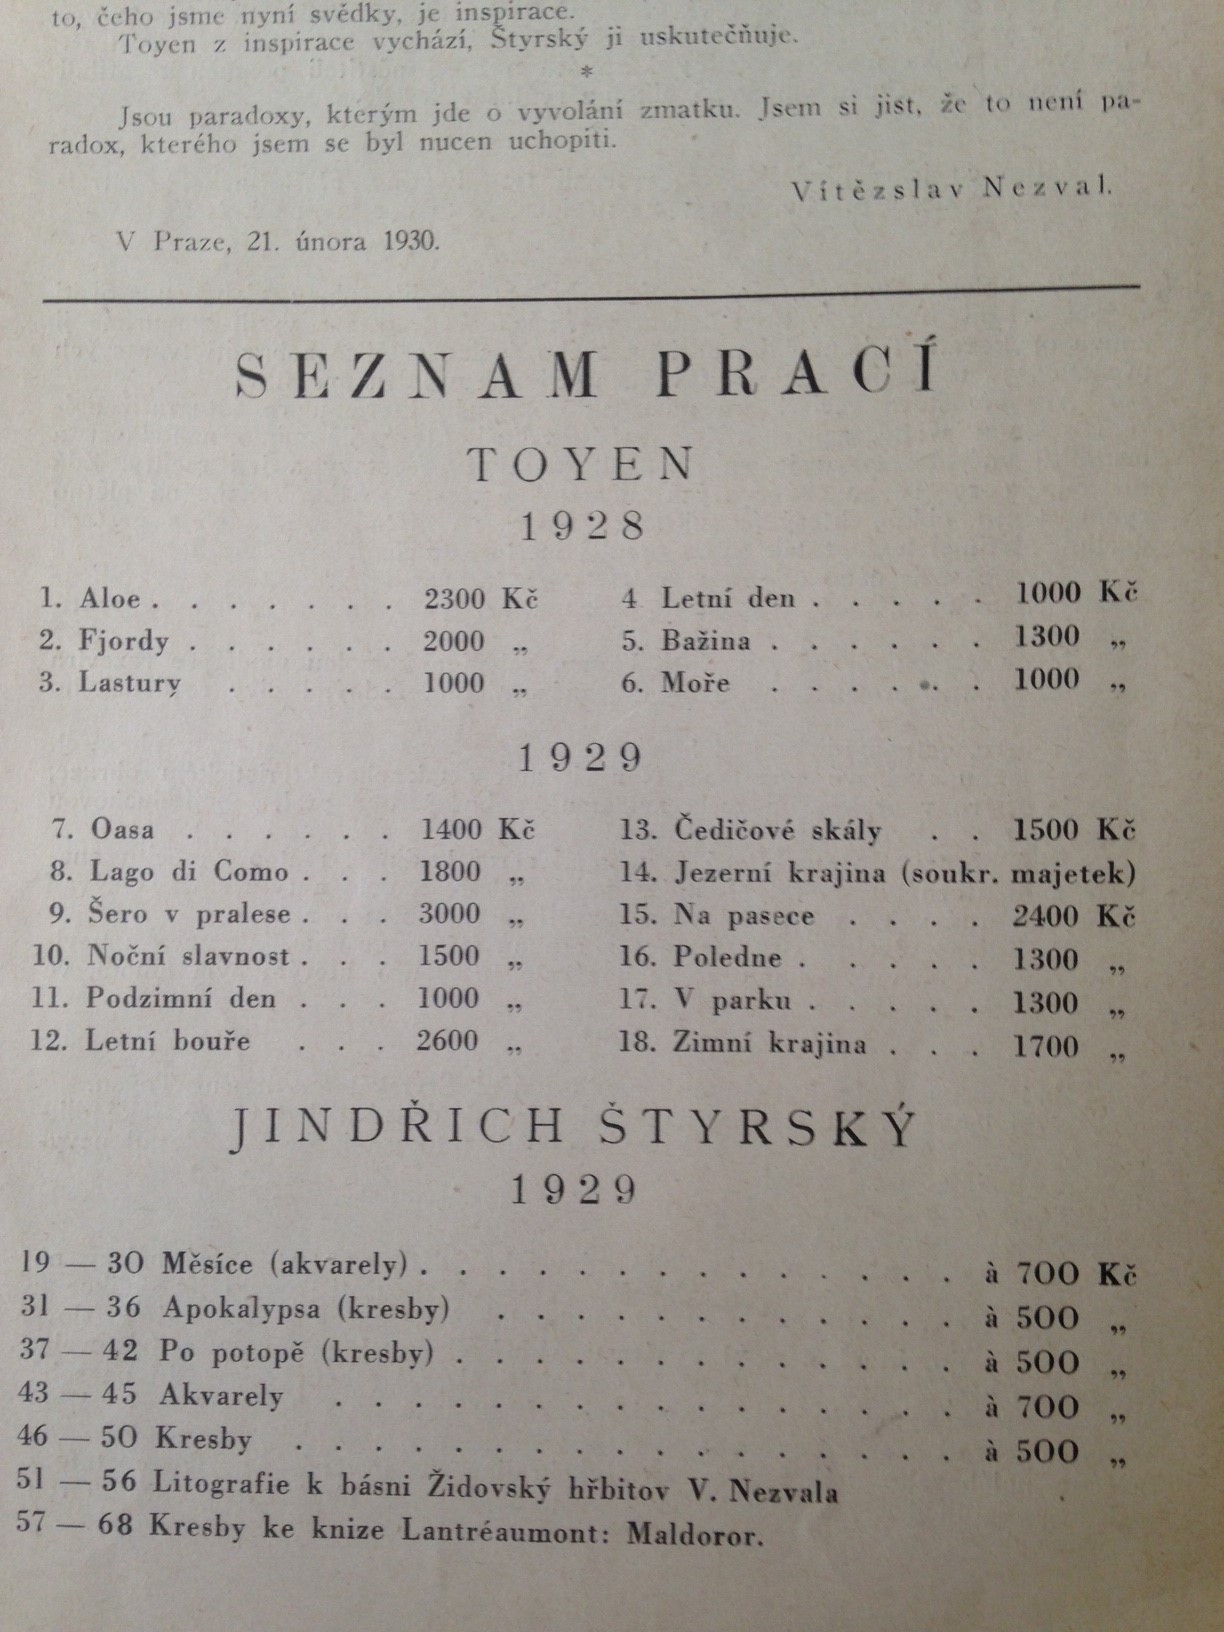 to, čeho jsme nyní svědky, je inspirace.
Toyen z inspirace vychází, Štyrský ji uskutečňuje.
*
Jsou paradoxy, kterým jde o vyvolání zmatku. Jsem si jist, že to není pa-
radox, kterého jsem se byl nucen uchopiti.
Vítězslav Nezval.
V Praze, 21. února 1930.
SEZNAM PRACÍ
TOYEN
1928
1. Aloe . . . . . . . 2300 Kč
2. Fjordy . . . . . . 2000 „
3. Lastury . . . . . 1000 „
4 Letní den . . . . . 1000 Kč
5. Bažina . . . . . . 1300 „
6. Moře . . . . . . 1000 „
1929
7. Oasa . . . . . . 1400 Kč
8. Lago di Como . . . 1800 „
9. Šero v pralese . . . 3000 „
10. Noční slavnost . . . 1500 „
11. Podzimní den . . . 1000 „
12. Letní bouře . . . 2600 „
13. Čedičové skály . . 1500 Kč
14. Jezerní krajina (soukr. majetek)
15. Na pasece . . . . 2400 Kč
16. Poledne . . . . . 1300 „
17. V parku . . . . . 1300 „
18. Zimní krajina . . . 1700 „
JINDŘICH ŠTYRSKÝ
1929
19 — 30 Měsíce (akvarely) . . . . . . . . . . . . . . à 700 Kč
31 — 36 Apokalypsa (kresby) . . . . . . . . . . . . à 500 „
37 — 42 Po potopě (kresby) . . . . . . . . . . . . . à 500 „
43 — 45 Akvarely . . . . . . . . . . . . . . . . à 700 „
46 — 50 Kresby . . . . . . . . . . . . . . . . . à 500 „
51 — 56 Litografie k básni Židovský hřbitov V. Nezvala
57 — 68 Kresby ke knize Lantréaumont: Maldoror.